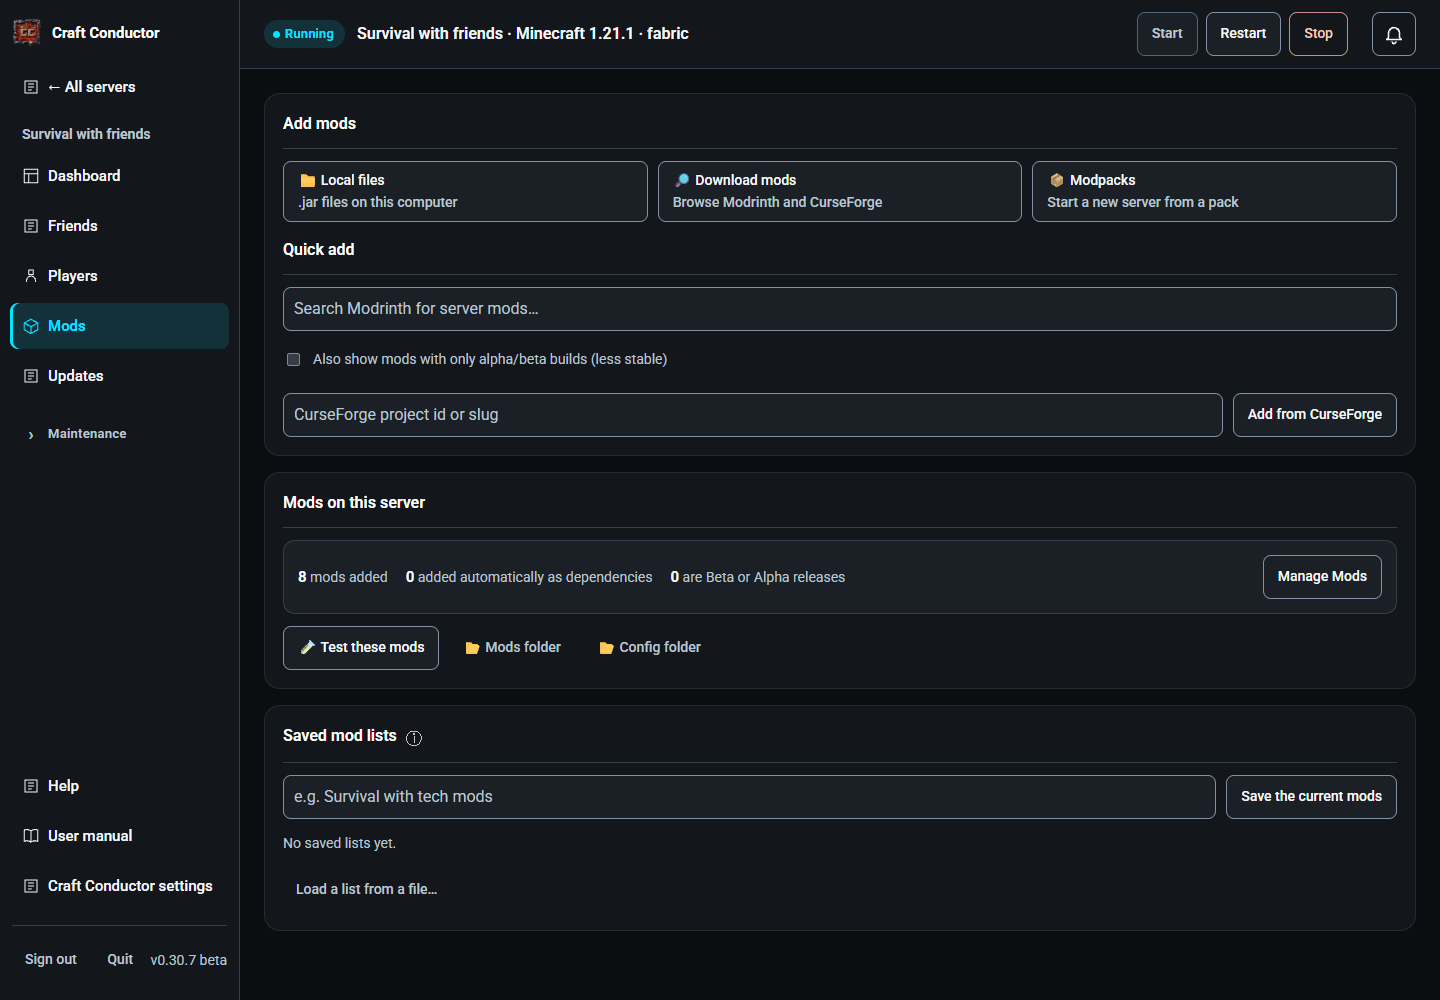 Craft Conductor
← All servers
Survival with friends
Dashboard
Friends
Players
Mods
Updates
› Maintenance
Help
User manual
Craft Conductor settings
Sign out
Quit
v0.30.7 beta
Running
Survival with friends · Minecraft 1.21.1 · fabric
Start
Restart
Stop
Add mods
Local files
.jar files on this computer
Download mods
Browse Modrinth and CurseForge
Modpacks
Start a new server from a pack
Quick add
Search Modrinth for server mods…
Also show mods with only alpha/beta builds (less stable)
CurseForge project id or slug
Add from CurseForge
Mods on this server
8 mods added
0 added automatically as dependencies
0 are Beta or Alpha releases
Manage Mods
Test these mods
Mods folder
Config folder
Saved mod lists
e.g. Survival with tech mods
Save the current mods
No saved lists yet.
Load a list from a file…